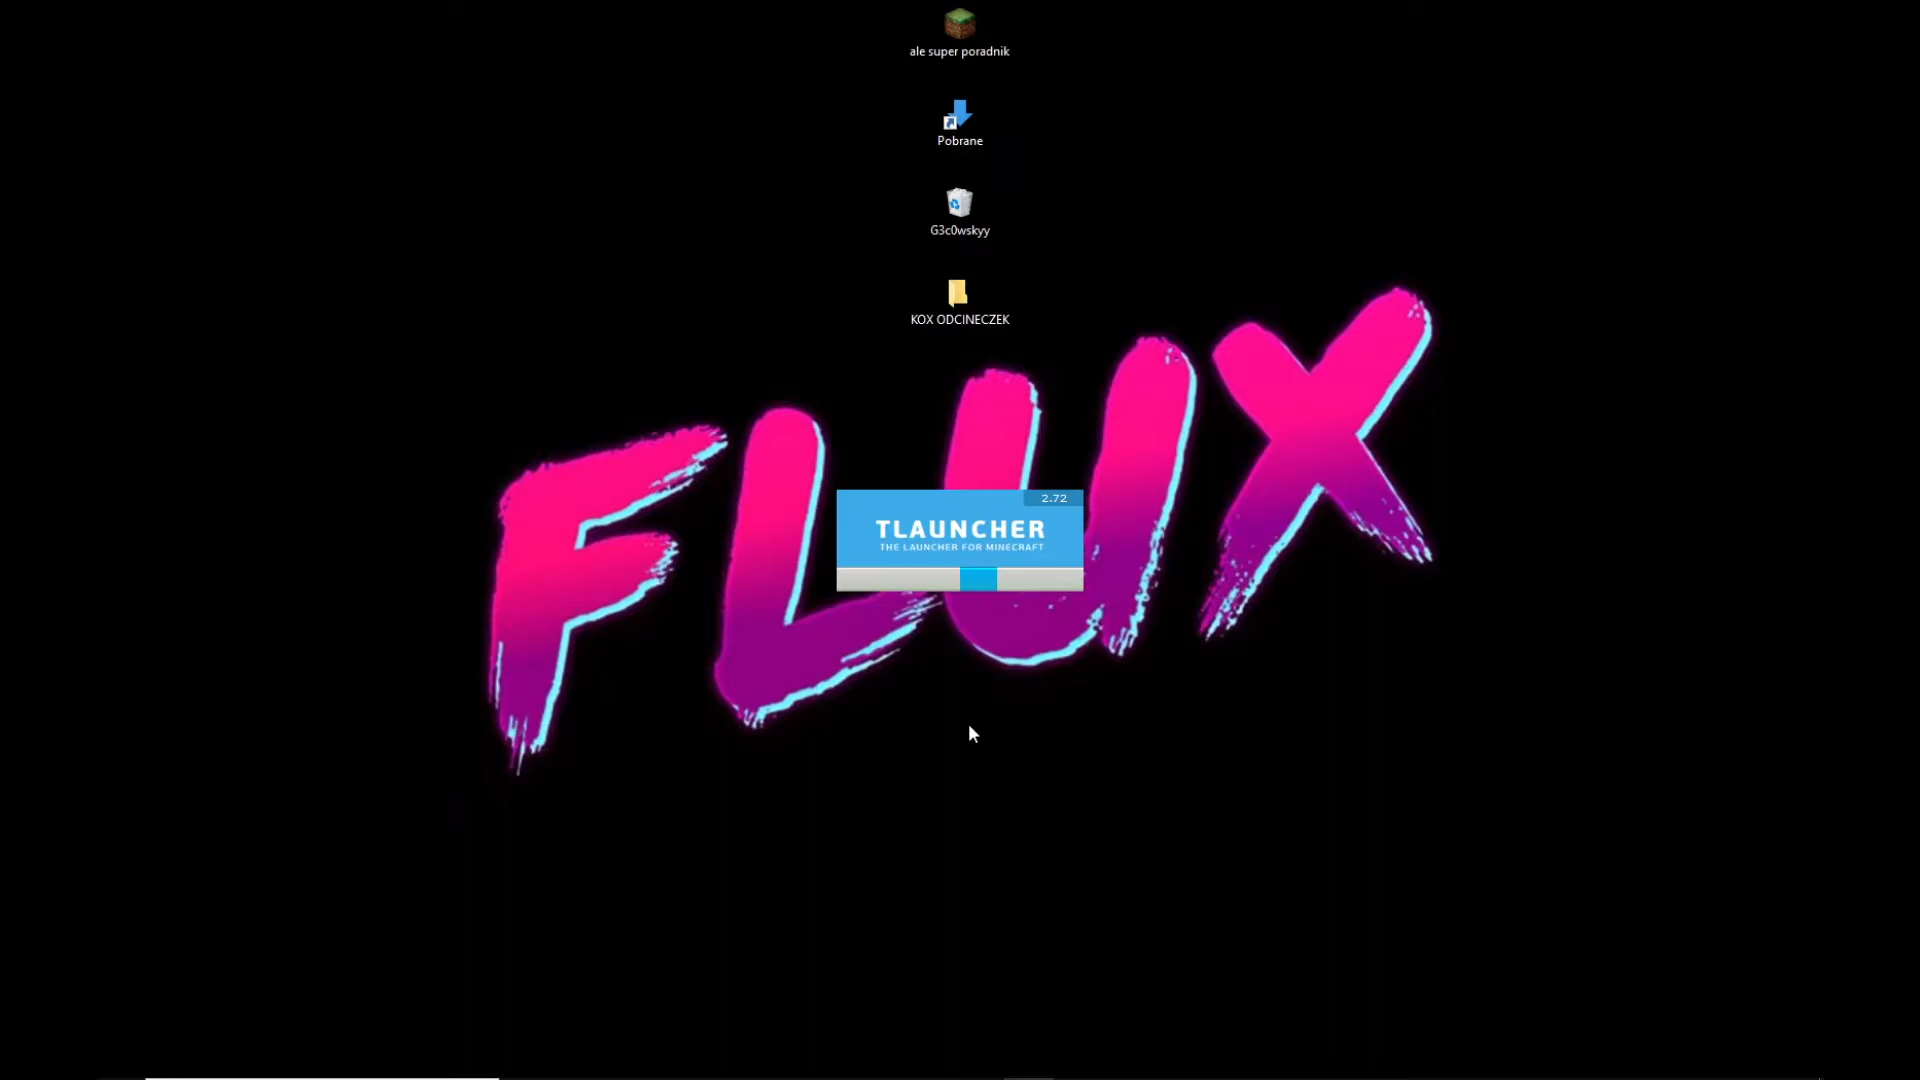 ale super poradnik
Pobrane
G3c0wskyy
KOX ODCINECZEK
FLUX
2.72
TLAUNCHER
THE LAUNCHER FOR MINECRAFT